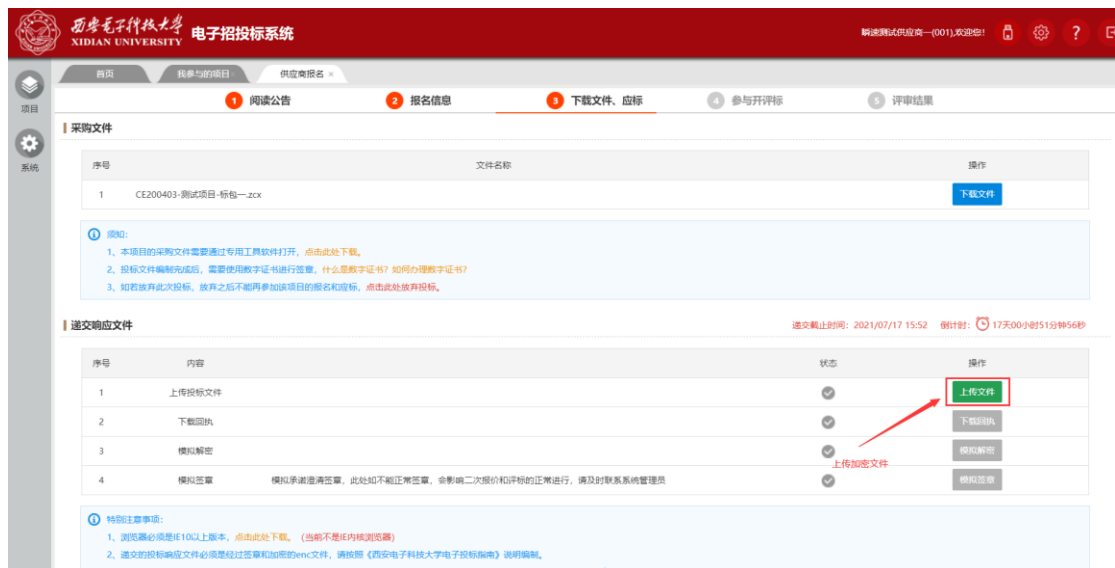 西安电子科技大学
XIDIAN UNIVERSITY
电子招投标系统
瞬速测试供应商一(001),欢迎您!
?
首页
我参与的项目 ×
供应商报名 ×
项目
系统
1 阅读公告
2 报名信息
3 下载文件、应标
4 参与开评标
5 评审结果
采购文件
序号 文件名称 操作
1 CE200403-测试项目-标包一.zcx 下载文件
须知:
1、本项目的采购文件需要通过专用工具软件打开，点击此处下载。
2、投标文件编制完成后，需要使用数字证书进行签章，什么是数字证书？如何办理数字证书？
3、如若放弃此次投标，放弃之后不能再参加该项目的报名和应标，点击此处放弃投标。
递交响应文件
递交截止时间：2021/07/17 15:52 倒计时： 17天00小时51分钟56秒
序号 内容 状态 操作
1 上传投标文件 上传文件
2 下载回执 下载回执
3 模拟解密 模拟解密
上传加密文件
4 模拟签章 模拟承诺澄清签章，此处如不能正常签章，会影响二次报价和评标的正常进行，请及时联系系统管理员 模拟签章
特别注意事项:
1、浏览器必须是IE10以上版本，点击此处下载。 (当前不是IE内核浏览器)
2、递交的投标响应文件必须是经过签章和加密的enc文件，请按照《西安电子科技大学电子投标指南》说明编制。